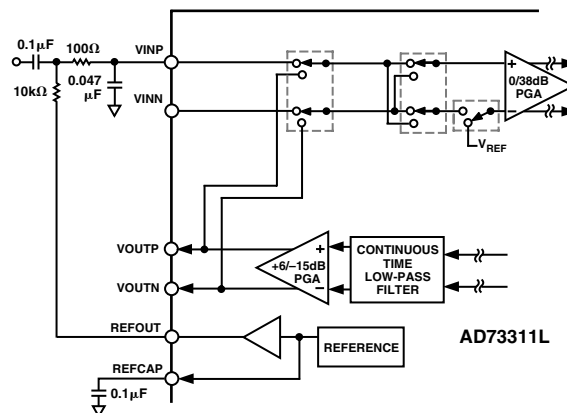 0.1µF
100Ω
VINP
10kΩ
0.047
µF
VINN
0/38dB
PGA
+
−
VREF
VOUTP
VOUTN
+6/−15dB
PGA
+
−
CONTINUOUS
TIME
LOW-PASS
FILTER
REFOUT
REFERENCE
AD73311L
REFCAP
0.1µF